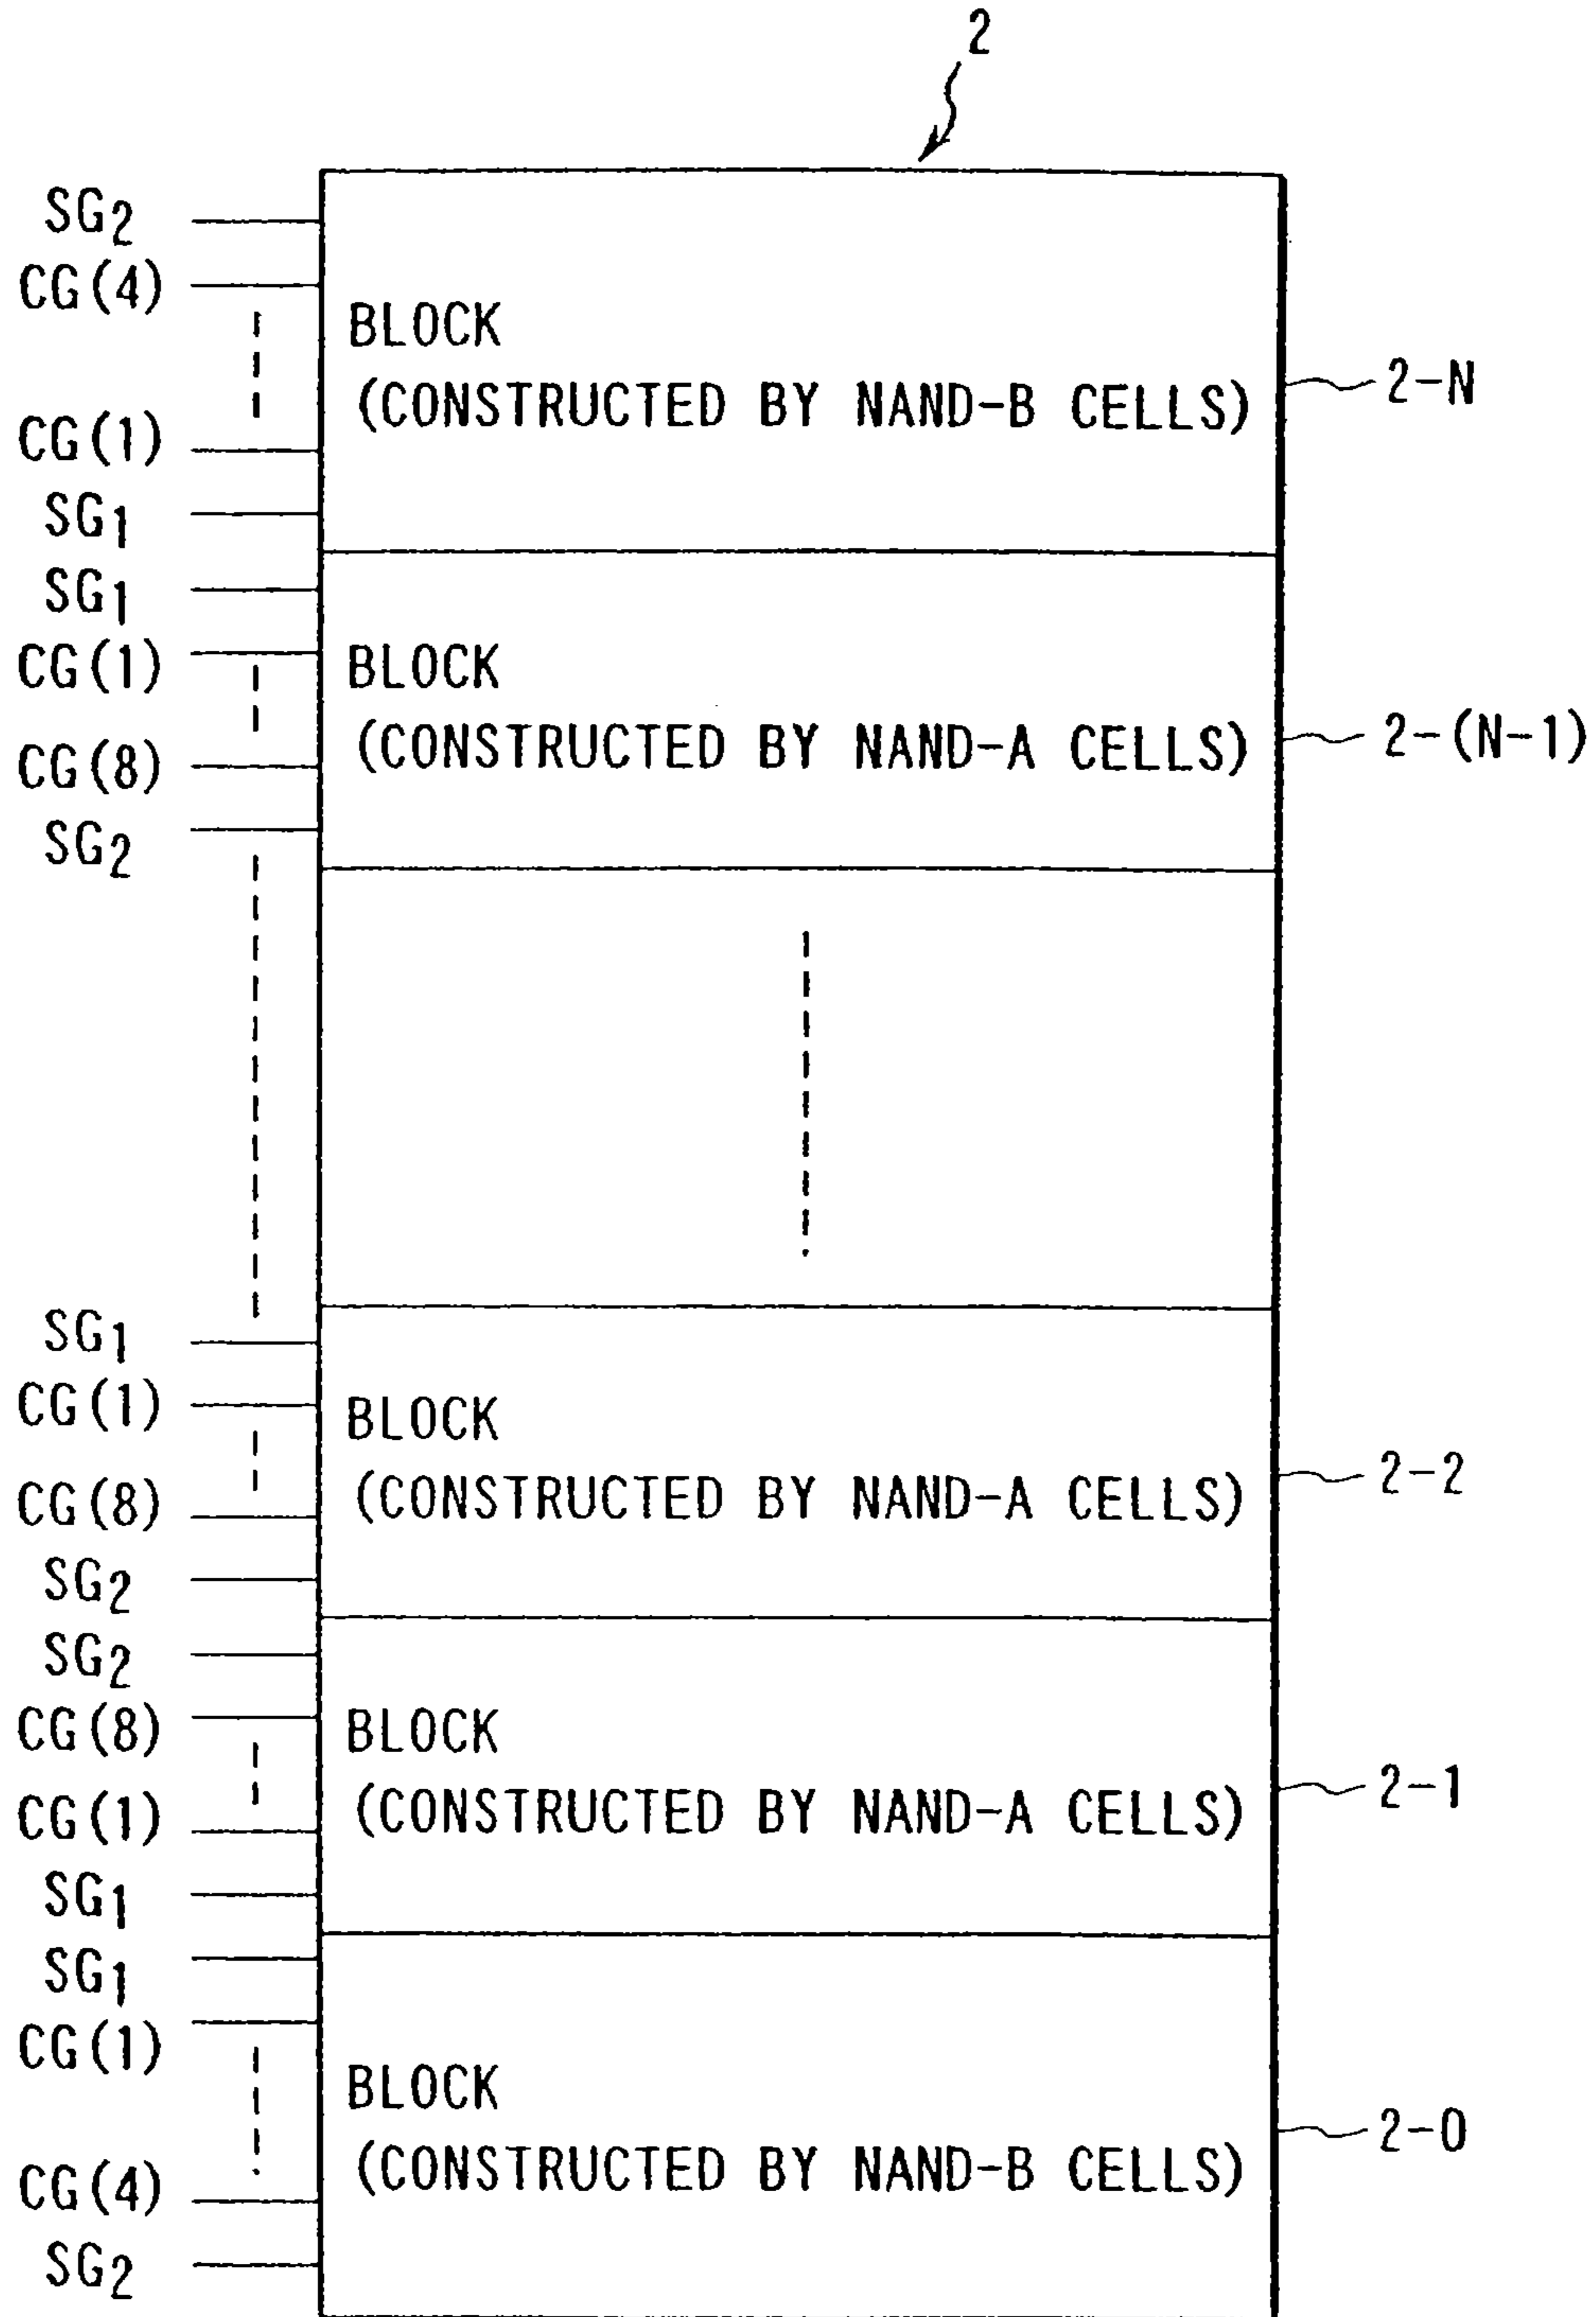 2
SG2
CG(4)
BLOCK
(CONSTRUCTED BY NAND-B CELLS)
2-N
CG(1)
SG1
SG1
CG(1)
BLOCK
(CONSTRUCTED BY NAND-A CELLS)
2-(N-1)
CG(8)
SG2
SG1
CG(1)
BLOCK
(CONSTRUCTED BY NAND-A CELLS)
2-2
CG(8)
SG2
SG2
CG(8)
BLOCK
(CONSTRUCTED BY NAND-A CELLS)
2-1
CG(1)
SG1
SG1
CG(1)
BLOCK
(CONSTRUCTED BY NAND-B CELLS)
2-0
CG(4)
SG2